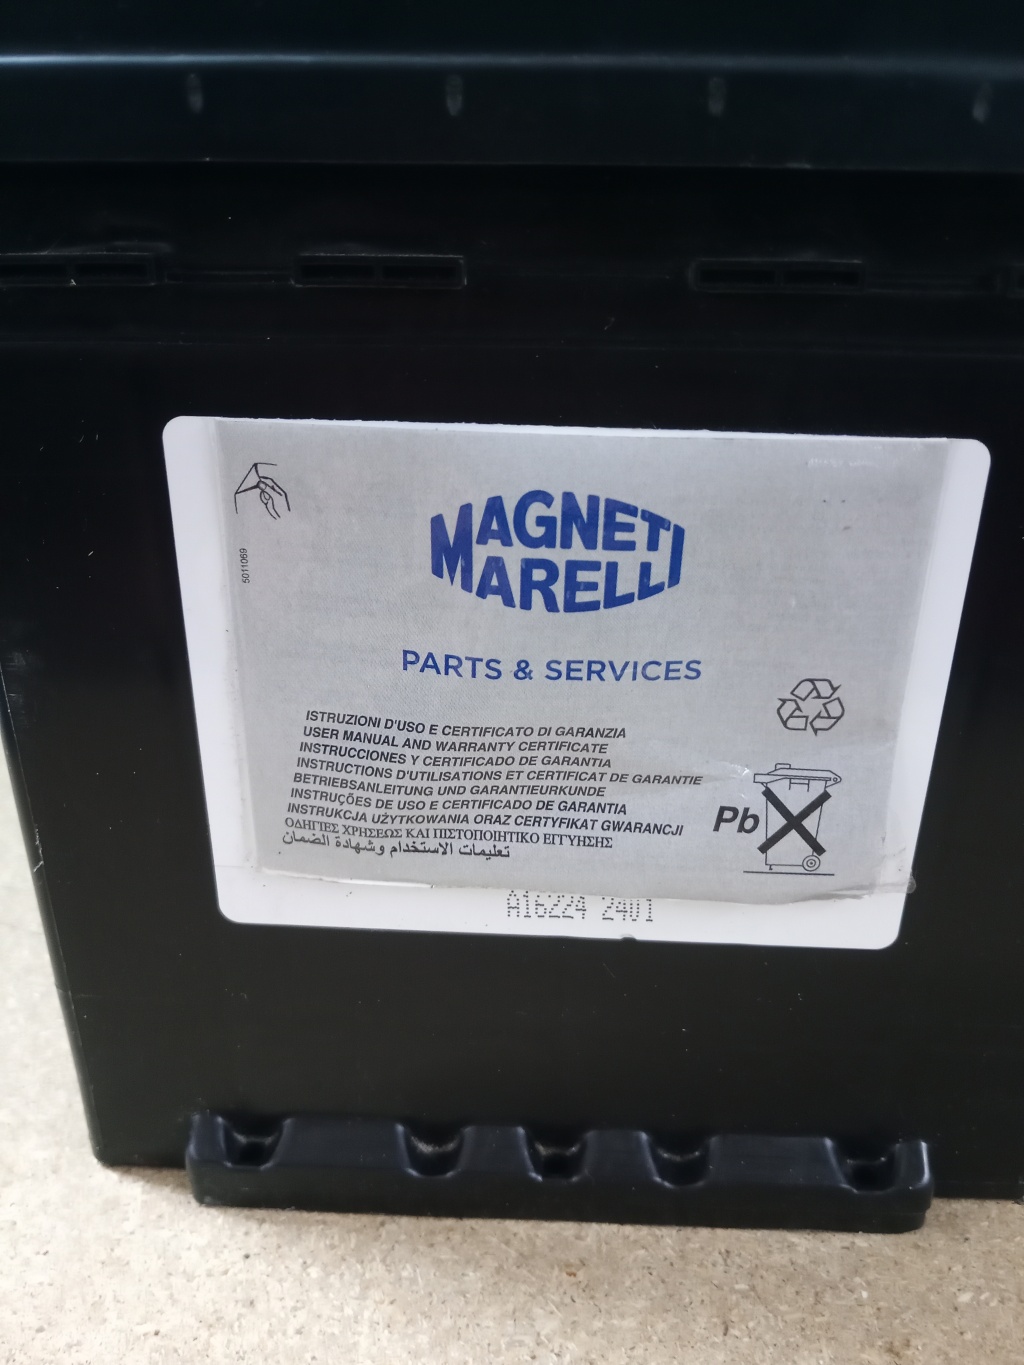 5011069
MAGNETI
MARELLI
PARTS & SERVICES
ISTRUZIONI D'USO E CERTIFICATO DI GARANZIA
USER MANUAL AND WARRANTY CERTIFICATE
INSTRUCCIONES Y CERTIFICADO DE GARANTIA
INSTRUCTIONS D'UTILISATIONS ET CERTIFICAT DE GARANTIE
BETRIEBSANLEITUNG UND GARANTIEURKUNDE
INSTRUÇÕES DE USO E CERTIFICADO DE GARANTIA
INSTRUKCJA UŻYTKOWANIA ORAZ CERTYFIKAT GWARANCJI
ΟΔΗΓΙΕΣ ΧΡΗΣΕΩΣ ΚΑΙ ΠΙΣΤΟΠΟΙΗΤΙΚΟ ΕΓΓΥΗΣΗΣ
تعليمات الاستخدام وشهادة الضمان
Pb
A16224 2401